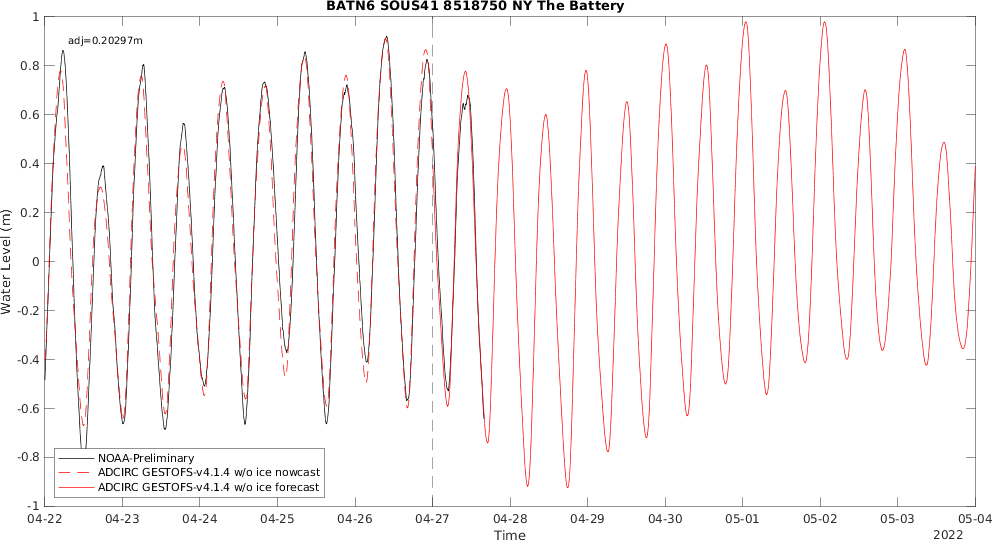 BATN6 SOUS41 8518750 NY The Battery
adj=0.20297m
Water Level (m)
1
0.8
0.6
0.4
0.2
0
-0.2
-0.4
-0.6
-0.8
-1
NOAA-Preliminary
ADCIRC GESTOFS-v4.1.4 w/o ice nowcast
ADCIRC GESTOFS-v4.1.4 w/o ice forecast
04-22 04-23 04-24 04-25 04-26 04-27 04-28 04-29 04-30 05-01 05-02 05-03 05-04
Time
2022